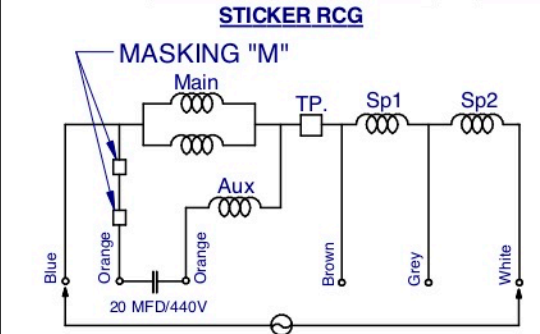 STICKER RCG
MASKING "M"
Main
TP.
Sp1
Sp2
Aux
Blue
Orange
Orange
Brown
Grey
White
20 MFD/440V